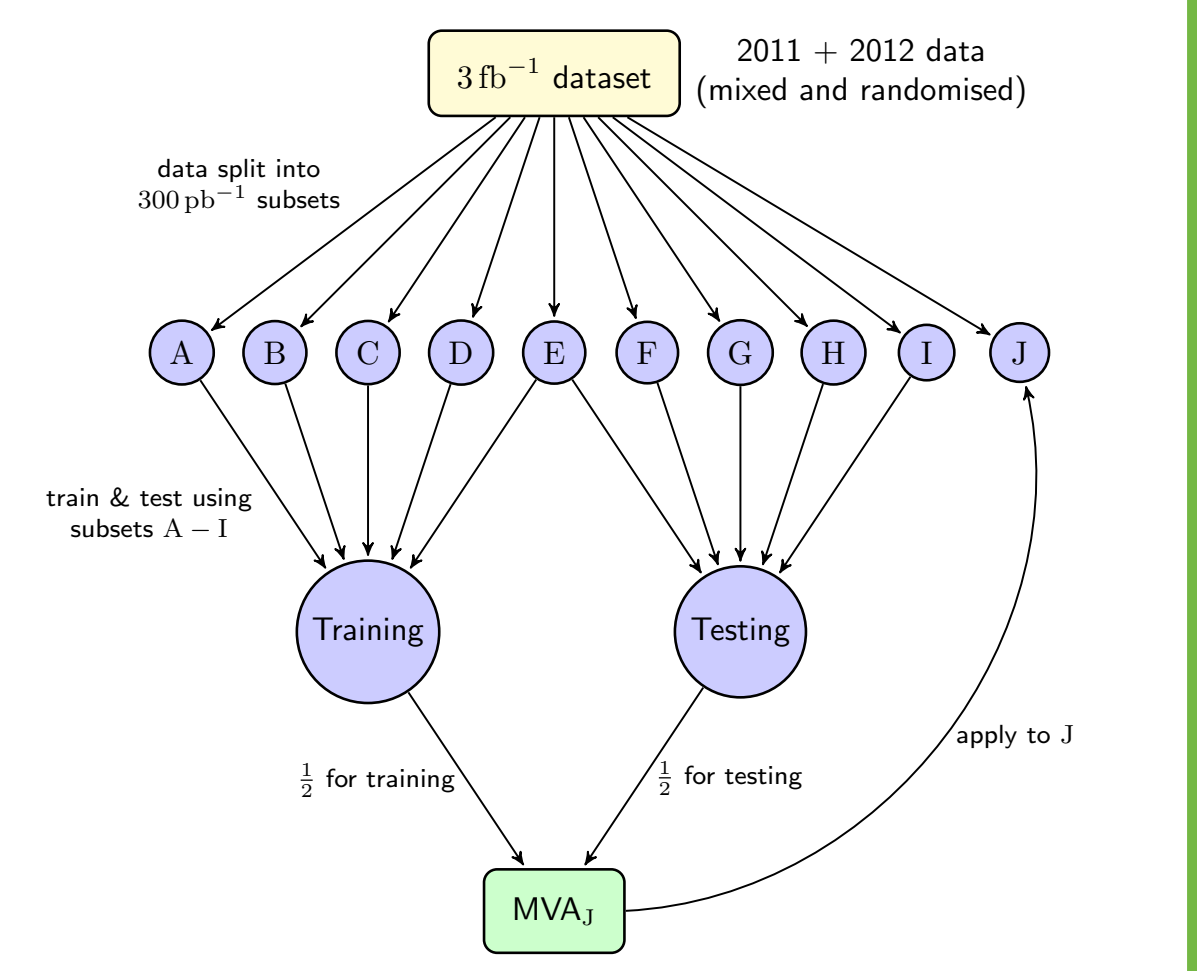 3 fb⁻¹ dataset
2011 + 2012 data
(mixed and randomised)
data split into
300 pb⁻¹ subsets
A B C D E F G H I J
train & test using
subsets A – I
Training
Testing
apply to J
½ for training
½ for testing
MVA_J